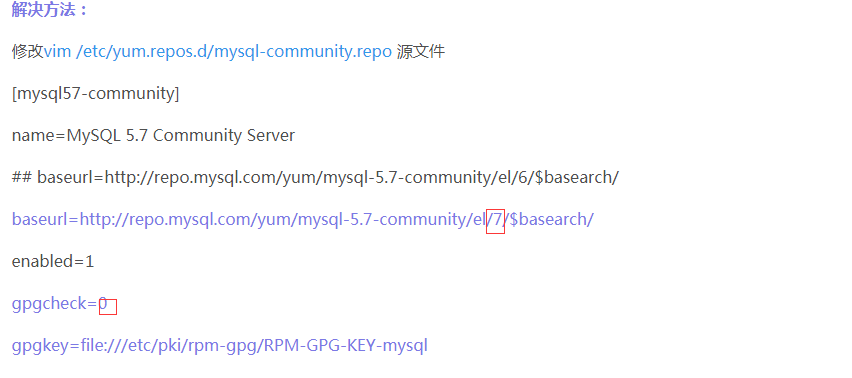 解决方法：
修改vim /etc/yum.repos.d/mysql-community.repo 源文件
[mysql57-community]
name=MySQL 5.7 Community Server
## baseurl=http://repo.mysql.com/yum/mysql-5.7-community/el/6/$basearch/
baseurl=http://repo.mysql.com/yum/mysql-5.7-community/el/7/$basearch/
enabled=1
gpgcheck=0
gpgkey=file:///etc/pki/rpm-gpg/RPM-GPG-KEY-mysql